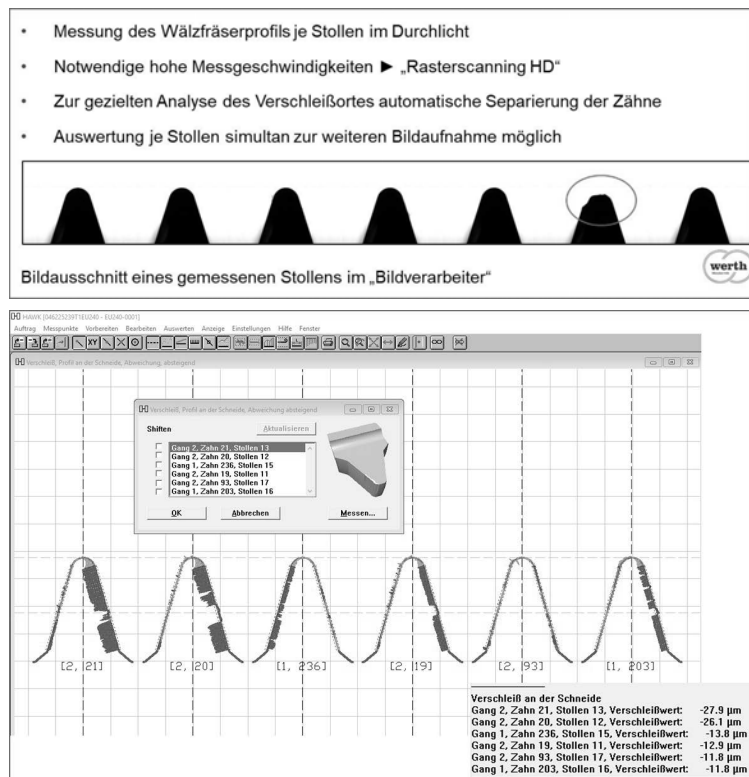 • Messung des Wälzfräserprofils je Stollen im Durchlicht
• Notwendige hohe Messgeschwindigkeiten ► „Rasterscanning HD“
• Zur gezielten Analyse des Verschleißortes automatische Separierung der Zähne
• Auswertung je Stollen simultan zur weiteren Bildaufnahme möglich
Bildausschnitt eines gemessenen Stollens im „Bildverarbeiter“
werth
HAWK [046225239T1EU240 - EU240-0001]
Auftrag Messpunkte Vorbereiten Bearbeiten Auswerten Anzeige Einstellungen Hilfe Fenster
XY
Verschleiß, Profil an der Schneide, Abweichung, absteigend
Verschleiß, Profil an der Schneide, Abweichung absteigend
Shiften
Aktualisieren
Gang 2, Zahn 21, Stollen 13
Gang 2, Zahn 20, Stollen 12
Gang 1, Zahn 236, Stollen 15
Gang 2, Zahn 19, Stollen 11
Gang 2, Zahn 93, Stollen 17
Gang 1, Zahn 203, Stollen 16
OK Abbrechen Messen...
[2, 21] [2, 20] [1, 236] [2, 19] [2, 93] [1, 203]
Verschleiß an der Schneide
Gang 2, Zahn 21, Stollen 13, Verschleißwert: -27.9 µm
Gang 2, Zahn 20, Stollen 12, Verschleißwert: -26.1 µm
Gang 1, Zahn 236, Stollen 15, Verschleißwert: -13.8 µm
Gang 2, Zahn 19, Stollen 11, Verschleißwert: -12.9 µm
Gang 2, Zahn 93, Stollen 17, Verschleißwert: -11.8 µm
Gang 1, Zahn 203, Stollen 16, Verschleißwert: -11.8 µm